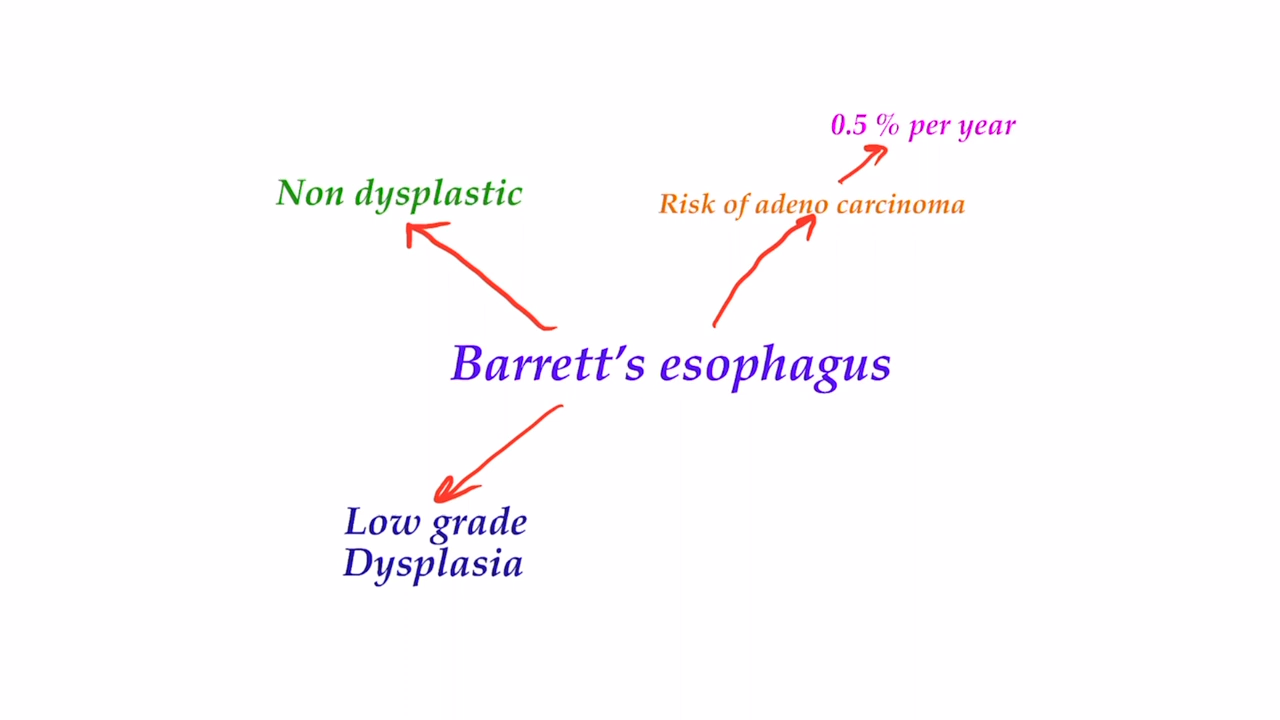 0.5 % per year
Non dysplastic
Risk of adeno carcinoma
Barrett's esophagus
Low grade
Dysplasia